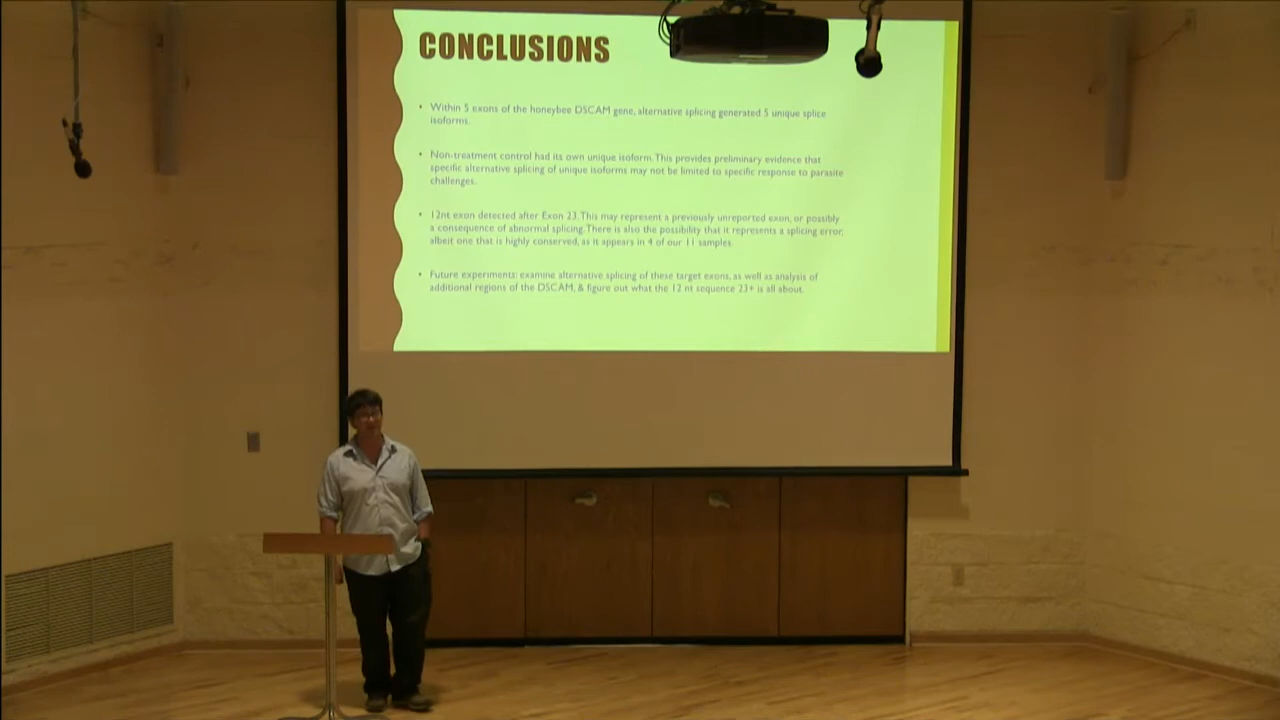 CONCLUSIONS
• Within 5 exons of the honeybee DSCAM gene, alternative splicing generated 5 unique splice
isoforms.
• Non-treatment control had its own unique isoform. This provides preliminary evidence that
specific alternative splicing of unique isoforms may not be limited to specific response to parasite
challenges.
• 12nt exon detected after Exon 23. This may represent a previously unreported exon, or possibly
a consequence of abnormal splicing. There is also the possibility that it represents a splicing error,
albeit one that is highly conserved, as it appears in 4 of our 11 samples
• Future experiments: examine alternative splicing of these target exons, as well as analysis of
additional regions of the DSCAM, & figure out what the 12 nt sequence 23+ is all about.